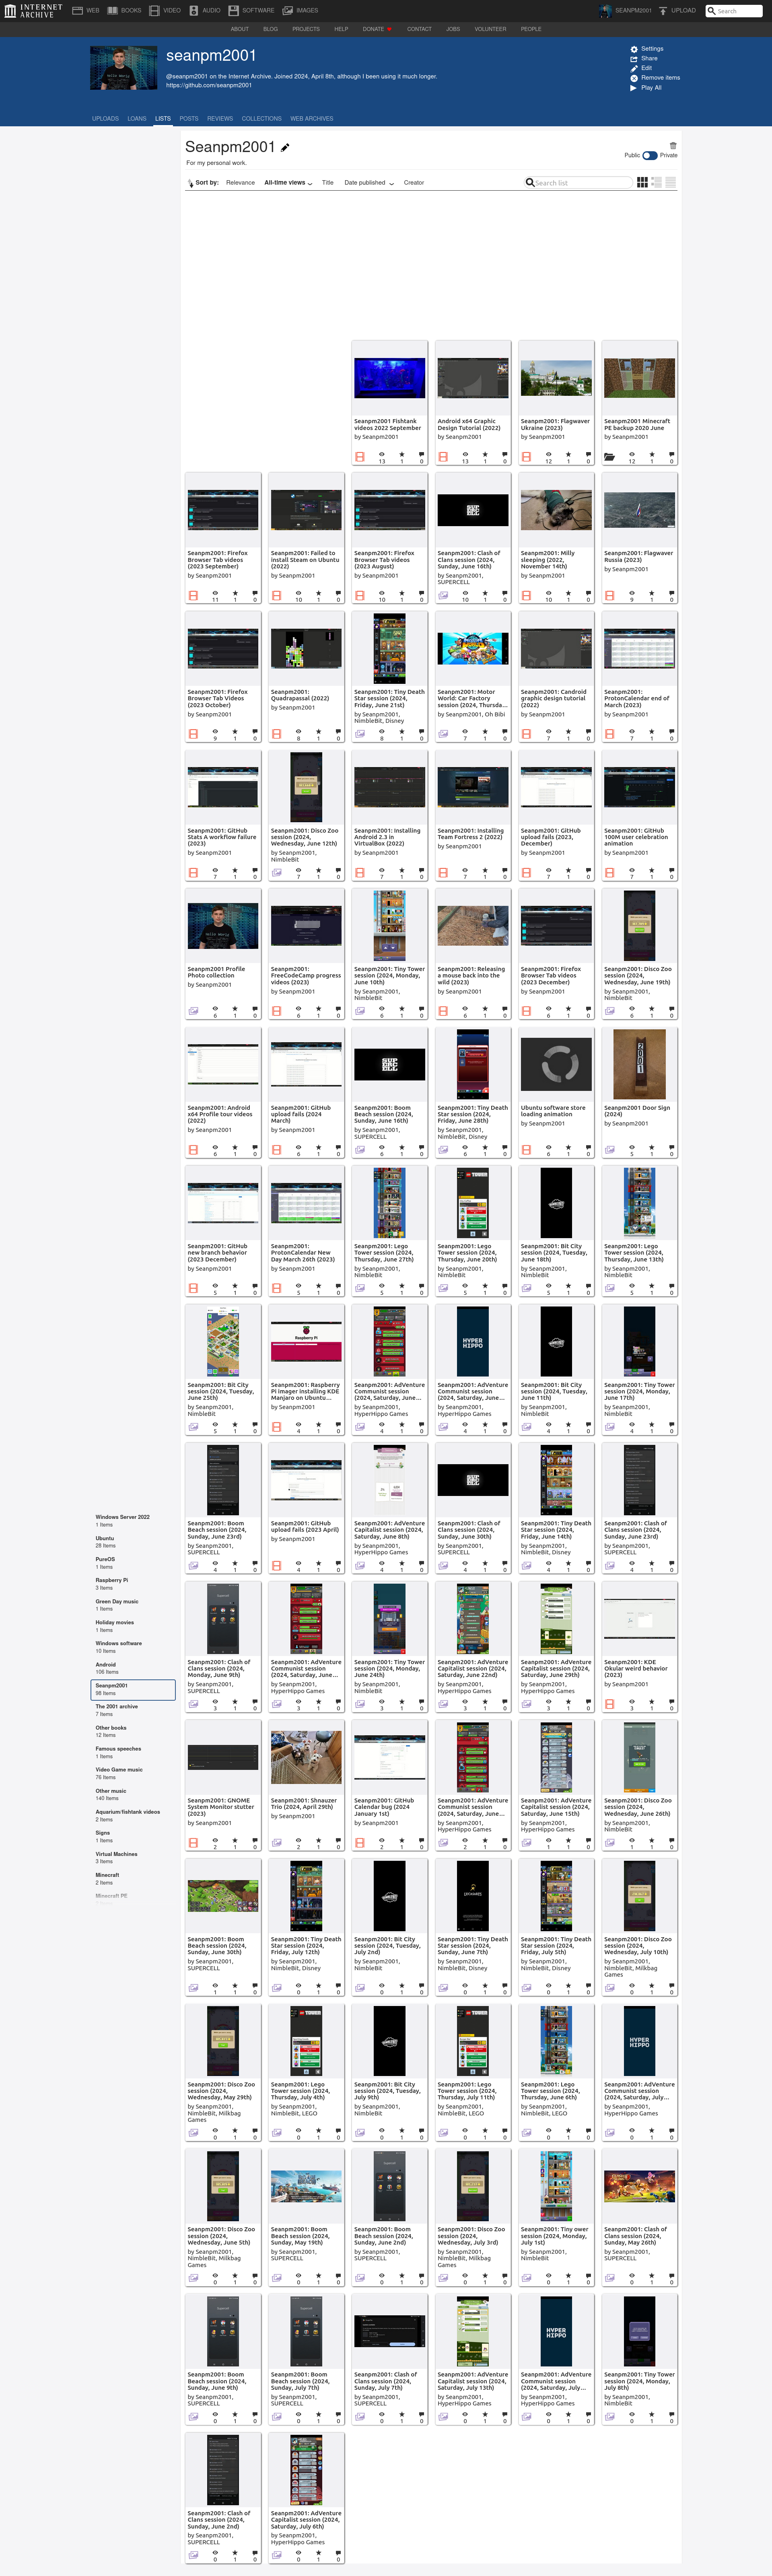 INTERNET ARCHIVE
WEB BOOKS VIDEO AUDIO SOFTWARE IMAGES SEANPM2001 UPLOAD Search
ABOUT BLOG PROJECTS HELP DONATE CONTACT JOBS VOLUNTEER PEOPLE
seanpm2001
@seanpm2001 on the Internet Archive. Joined 2024, April 8th, although I been using it much longer.
https://github.com/seanpm2001
Settings
Share
Edit
Remove items
Play All
UPLOADS LOANS LISTS POSTS REVIEWS COLLECTIONS WEB ARCHIVES
Seanpm2001
For my personal work.
Public Private
Sort by: Relevance All-time views Title Date published Creator Search list
Seanpm2001 Fishtank videos 2022 September
by Seanpm2001
13 1 0
Android x64 Graphic Design Tutorial (2022)
by Seanpm2001
13 1 0
Seanpm2001: Flagwaver Ukraine (2023)
by Seanpm2001
12 1 0
Seanpm2001 Minecraft PE backup 2020 June
by Seanpm2001
12 1 0
Seanpm2001: Firefox Browser Tab videos (2023 September)
by Seanpm2001
11 1 0
Seanpm2001: Failed to install Steam on Ubuntu (2022)
by Seanpm2001
10 1 0
Seanpm2001: Firefox Browser Tab videos (2023 August)
by Seanpm2001
10 1 0
Seanpm2001: Clash of Clans session (2024, Sunday, June 16th)
by Seanpm2001, SUPERCELL
10 1 0
Seanpm2001: Milly sleeping (2022, November 14th)
by Seanpm2001
10 1 0
Seanpm2001: Flagwaver Russia (2023)
by Seanpm2001
9 1 0
Seanpm2001: Firefox Browser Tab Videos (2023 October)
by Seanpm2001
9 1 0
Seanpm2001: Quadrapassal (2022)
by Seanpm2001
8 1 0
Seanpm2001: Tiny Death Star session (2024, Friday, June 21st)
by Seanpm2001, NimbleBit, Disney
8 1 0
Seanpm2001: Motor World: Car Factory session (2024, Thursda...
by Seanpm2001, Oh Bibi
7 1 0
Seanpm2001: Candroid graphic design tutorial (2022)
by Seanpm2001
7 1 0
Seanpm2001: ProtonCalendar end of March (2023)
by Seanpm2001
7 1 0
Seanpm2001: GitHub Stats A workflow failure (2023)
by Seanpm2001
7 1 0
Seanpm2001: Disco Zoo session (2024, Wednesday, June 12th)
by Seanpm2001, NimbleBit
7 1 0
Seanpm2001: Installing Android 2.3 in VirtualBox (2022)
by Seanpm2001
7 1 0
Seanpm2001: Installing Team Fortress 2 (2022)
by Seanpm2001
7 1 0
Seanpm2001: GitHub upload fails (2023, December)
by Seanpm2001
7 1 0
Seanpm2001: GitHub 100M user celebration animation
by Seanpm2001
7 1 0
Seanpm2001 Profile Photo collection
by Seanpm2001
6 1 0
Seanpm2001: FreeCodeCamp progress videos (2023)
by Seanpm2001
6 1 0
Seanpm2001: Tiny Tower session (2024, Monday, June 10th)
by Seanpm2001, NimbleBit
6 1 0
Seanpm2001: Releasing a mouse back into the wild (2023)
by Seanpm2001
6 1 0
Seanpm2001: Firefox Browser Tab videos (2023 December)
by Seanpm2001
6 1 0
Seanpm2001: Disco Zoo session (2024, Wednesday, June 19th)
by Seanpm2001, NimbleBit
6 1 0
Seanpm2001: Android x64 Profile tour videos (2022)
by Seanpm2001
6 1 0
Seanpm2001: GitHub upload fails (2024 March)
by Seanpm2001
6 1 0
Seanpm2001: Boom Beach session (2024, Sunday, June 16th)
by Seanpm2001, SUPERCELL
6 1 0
Seanpm2001: Tiny Death Star session (2024, Friday, June 28th)
by Seanpm2001, NimbleBit, Disney
6 1 0
Ubuntu software store loading animation
by Seanpm2001
6 1 0
Seanpm2001 Door Sign (2024)
by Seanpm2001
5 1 0
Seanpm2001: GitHub new branch behavior (2023 December)
by Seanpm2001
5 1 0
Seanpm2001: ProtonCalendar New Day March 26th (2023)
by Seanpm2001
5 1 0
Seanpm2001: Lego Tower session (2024, Thursday, June 27th)
by Seanpm2001, NimbleBit
5 1 0
Seanpm2001: Lego Tower session (2024, Thursday, June 20th)
by Seanpm2001, NimbleBit
5 1 0
Seanpm2001: Bit City session (2024, Tuesday, June 18th)
by Seanpm2001, NimbleBit
5 1 0
Seanpm2001: Lego Tower session (2024, Thursday, June 13th)
by Seanpm2001, NimbleBit
5 1 0
Seanpm2001: Bit City session (2024, Tuesday, June 25th)
by Seanpm2001, NimbleBit
5 1 0
Seanpm2001: Raspberry Pi Imager installing KDE Manjaro on Ubuntu...
by Seanpm2001
4 1 0
Seanpm2001: AdVenture Communist session (2024, Saturday, June...
by Seanpm2001, HyperHippo Games
4 1 0
Seanpm2001: AdVenture Communist session (2024, Saturday, June...
by Seanpm2001, HyperHippo Games
4 1 0
Seanpm2001: Bit City session (2024, Tuesday, June 11th)
by Seanpm2001, NimbleBit
4 1 0
Seanpm2001: Tiny Tower session (2024, Monday, June 17th)
by Seanpm2001, NimbleBit
4 1 0
Seanpm2001: Boom Beach session (2024, Sunday, June 23rd)
by Seanpm2001, SUPERCELL
4 1 0
Seanpm2001: GitHub upload fails (2023 April)
by Seanpm2001
4 1 0
Seanpm2001: AdVenture Capitalist session (2024, Saturday, June 8th)
by Seanpm2001, HyperHippo Games
4 1 0
Seanpm2001: Clash of Clans session (2024, Sunday, June 30th)
by Seanpm2001, SUPERCELL
4 1 0
Seanpm2001: Tiny Death Star session (2024, Friday, June 14th)
by Seanpm2001, NimbleBit, Disney
4 1 0
Seanpm2001: Clash of Clans session (2024, Sunday, June 23rd)
by Seanpm2001, SUPERCELL
4 1 0
Windows Server 2022
1 Items
Ubuntu
28 Items
PureOS
1 Items
Raspberry Pi
3 Items
Green Day music
1 Items
Holiday movies
1 Items
Windows software
10 Items
Android
106 Items
Seanpm2001
98 Items
The 2001 archive
7 Items
Other books
12 Items
Famous speeches
1 Items
Video Game music
76 Items
Other music
140 Items
Aquarium/fishtank videos
2 Items
Signs
1 Items
Virtual Machines
3 Items
Minecraft
2 Items
Minecraft PE
Seanpm2001: Clash of Clans session (2024, Monday, June 9th)
by Seanpm2001, SUPERCELL
3 1 0
Seanpm2001: AdVenture Communist session (2024, Saturday, June...
by Seanpm2001, HyperHippo Games
3 1 0
Seanpm2001: Tiny Tower session (2024, Monday, June 24th)
by Seanpm2001, NimbleBit
3 1 0
Seanpm2001: AdVenture Capitalist session (2024, Saturday, June 22nd)
by Seanpm2001, HyperHippo Games
3 1 0
Seanpm2001: AdVenture Capitalist session (2024, Saturday, June 29th)
by Seanpm2001, HyperHippo Games
3 1 0
Seanpm2001: KDE Okular weird behavior (2023)
by Seanpm2001
3 1 0
Seanpm2001: GNOME System Monitor stutter (2023)
by Seanpm2001
2 1 0
Seanpm2001: Shnauzer Trio (2024, April 29th)
by Seanpm2001
2 1 0
Seanpm2001: GitHub Calendar bug (2024 January 1st)
by Seanpm2001
2 1 0
Seanpm2001: AdVenture Communist session (2024, Saturday, June...
by Seanpm2001, HyperHippo Games
2 1 0
Seanpm2001: AdVenture Capitalist session (2024, Saturday, June 15th)
by Seanpm2001, HyperHippo Games
1 1 0
Seanpm2001: Disco Zoo session (2024, Wednesday, June 26th)
by Seanpm2001, NimbleBit
1 1 0
Seanpm2001: Boom Beach session (2024, Sunday, June 30th)
by Seanpm2001, SUPERCELL
1 1 0
Seanpm2001: Tiny Death Star session (2024, Friday, July 12th)
by Seanpm2001, NimbleBit, Disney
0 1 0
Seanpm2001: Bit City session (2024, Tuesday, July 2nd)
by Seanpm2001, NimbleBit
0 1 0
Seanpm2001: Tiny Death Star session (2024, Sunday, June 7th)
by Seanpm2001, NimbleBit, Disney
0 1 0
Seanpm2001: Tiny Death Star session (2024, Friday, July 5th)
by Seanpm2001, NimbleBit, Disney
0 1 0
Seanpm2001: Disco Zoo session (2024, Wednesday, July 10th)
by Seanpm2001, NimbleBit, Milkbag Games
0 1 0
Seanpm2001: Disco Zoo session (2024, Wednesday, May 29th)
by Seanpm2001, NimbleBit, Milkbag Games
0 1 0
Seanpm2001: Lego Tower session (2024, Thursday, July 4th)
by Seanpm2001, NimbleBit, LEGO
0 1 0
Seanpm2001: Bit City session (2024, Tuesday, July 9th)
by Seanpm2001, NimbleBit
0 1 0
Seanpm2001: Lego Tower session (2024, Thursday, July 11th)
by Seanpm2001, NimbleBit, LEGO
0 1 0
Seanpm2001: Lego Tower session (2024, Thursday, June 6th)
by Seanpm2001, NimbleBit, LEGO
0 1 0
Seanpm2001: AdVenture Communist session (2024, Saturday, July...
by Seanpm2001, HyperHippo Games
0 1 0
Seanpm2001: Disco Zoo session (2024, Wednesday, June 5th)
by Seanpm2001, NimbleBit, Milkbag Games
0 1 0
Seanpm2001: Boom Beach session (2024, Sunday, May 19th)
by Seanpm2001, SUPERCELL
0 1 0
Seanpm2001: Boom Beach session (2024, Sunday, June 2nd)
by Seanpm2001, SUPERCELL
0 1 0
Seanpm2001: Disco Zoo session (2024, Wednesday, July 3rd)
by Seanpm2001, NimbleBit, Milkbag Games
0 1 0
Seanpm2001: Tiny ower session (2024, Monday, July 1st)
by Seanpm2001, NimbleBit
0 1 0
Seanpm2001: Clash of Clans session (2024, Sunday, May 26th)
by Seanpm2001, SUPERCELL
0 1 0
Seanpm2001: Boom Beach session (2024, Sunday, June 9th)
by Seanpm2001, SUPERCELL
0 1 0
Seanpm2001: Boom Beach session (2024, Sunday, July 7th)
by Seanpm2001, SUPERCELL
0 1 0
Seanpm2001: Clash of Clans session (2024, Sunday, July 7th)
by Seanpm2001, SUPERCELL
0 1 0
Seanpm2001: AdVenture Capitalist session (2024, Saturday, July 13th)
by Seanpm2001, HyperHippo Games
0 1 0
Seanpm2001: AdVenture Communist session (2024, Saturday, July...
by Seanpm2001, HyperHippo Games
0 1 0
Seanpm2001: Tiny Tower session (2024, Monday, July 8th)
by Seanpm2001, NimbleBit
0 1 0
Seanpm2001: Clash of Clans session (2024, Sunday, June 2nd)
by Seanpm2001, SUPERCELL
0 1 0
Seanpm2001: AdVenture Capitalist session (2024, Saturday, July 6th)
by Seanpm2001, HyperHippo Games
0 1 0